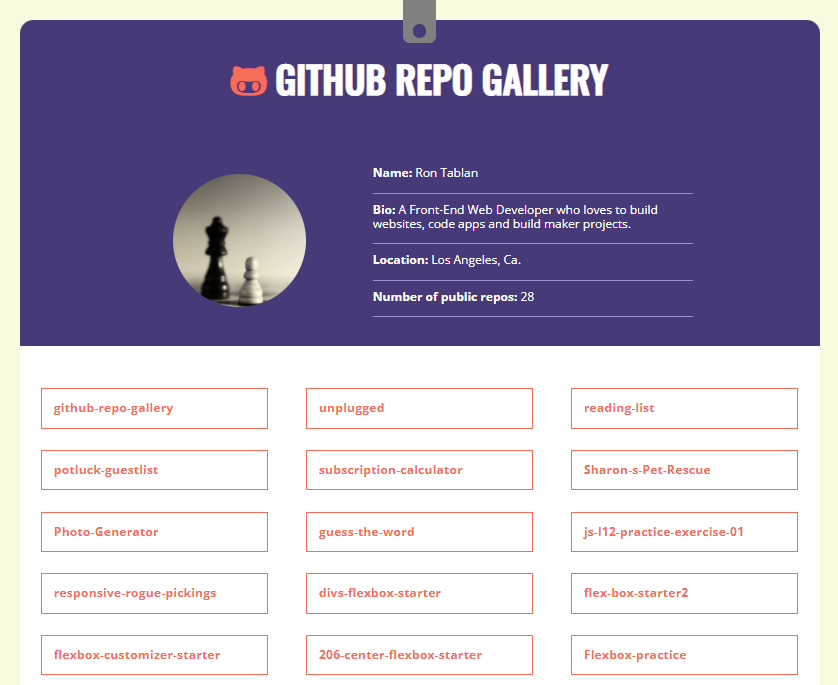 GITHUB REPO GALLERY
Name: Ron Tablan
Bio: A Front-End Web Developer who loves to build
websites, code apps and build maker projects.
Location: Los Angeles, Ca.
Number of public repos: 28
github-repo-gallery
unplugged
reading-list
potluck-guestlist
subscription-calculator
Sharon-s-Pet-Rescue
Photo-Generator
guess-the-word
js-l12-practice-exercise-01
responsive-rogue-pickings
divs-flexbox-starter
flex-box-starter2
flexbox-customizer-starter
206-center-flexbox-starter
Flexbox-practice